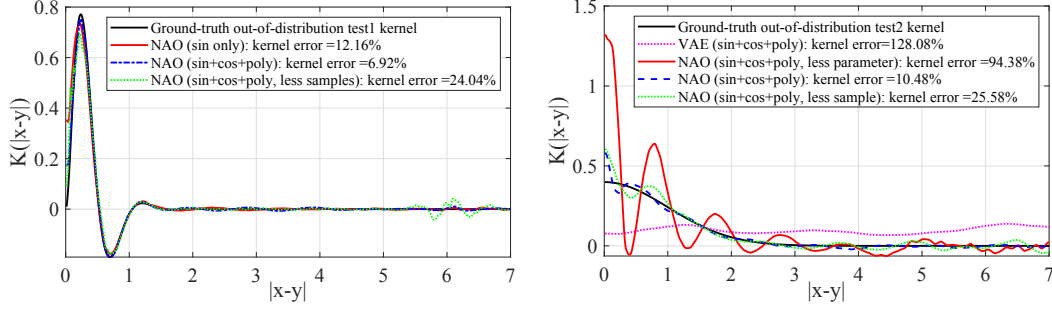 0.8
0.6
0.4
0.2
0
K(|x-y|)
Ground-truth out-of-distribution test1 kernel
NAO (sin only): kernel error =12.16%
NAO (sin+cos+poly): kernel error =6.92%
NAO (sin+cos+poly, less samples): kernel error =24.04%
0 1 2 3 4 5 6 7
|x-y|
1.5
1
0.5
0
K(|x-y|)
Ground-truth out-of-distribution test2 kernel
VAE (sin+cos+poly): kernel error=128.08%
NAO (sin+cos+poly, less parameter): kernel error =94.38%
NAO (sin+cos+poly): kernel error =10.48%
NAO (sin+cos+poly, less sample): kernel error =25.58%
0 1 2 3 4 5 6 7
|x-y|